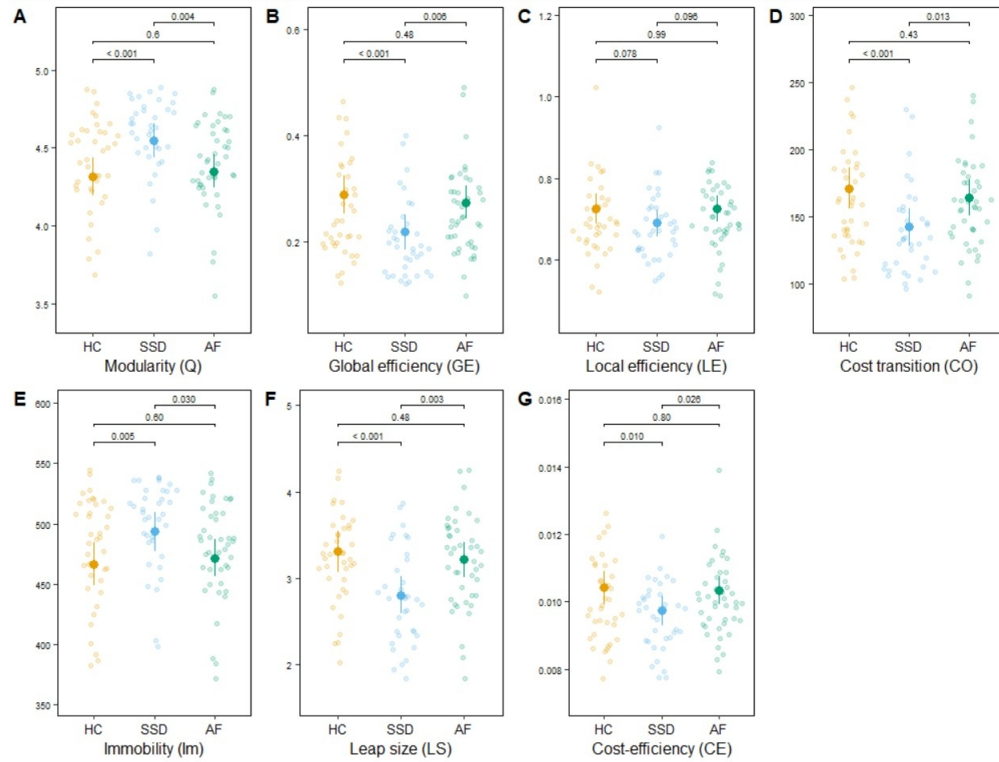 A
0.004
0.6
< 0.001
5.0
4.5
4.0
3.5
HC SSD AF
Modularity (Q)
B
0.006
0.48
< 0.001
0.6
0.4
0.2
HC SSD AF
Global efficiency (GE)
C
0.096
0.99
0.078
1.2
1.0
0.8
0.6
HC SSD AF
Local efficiency (LE)
D
0.013
0.43
< 0.001
300
250
200
150
100
HC SSD AF
Cost transition (CO)
E
0.030
0.60
0.005
600
550
500
450
400
350
HC SSD AF
Immobility (Im)
F
0.003
0.48
< 0.001
5
4
3
2
HC SSD AF
Leap size (LS)
G
0.026
0.80
0.010
0.016
0.014
0.012
0.010
0.008
HC SSD AF
Cost-efficiency (CE)